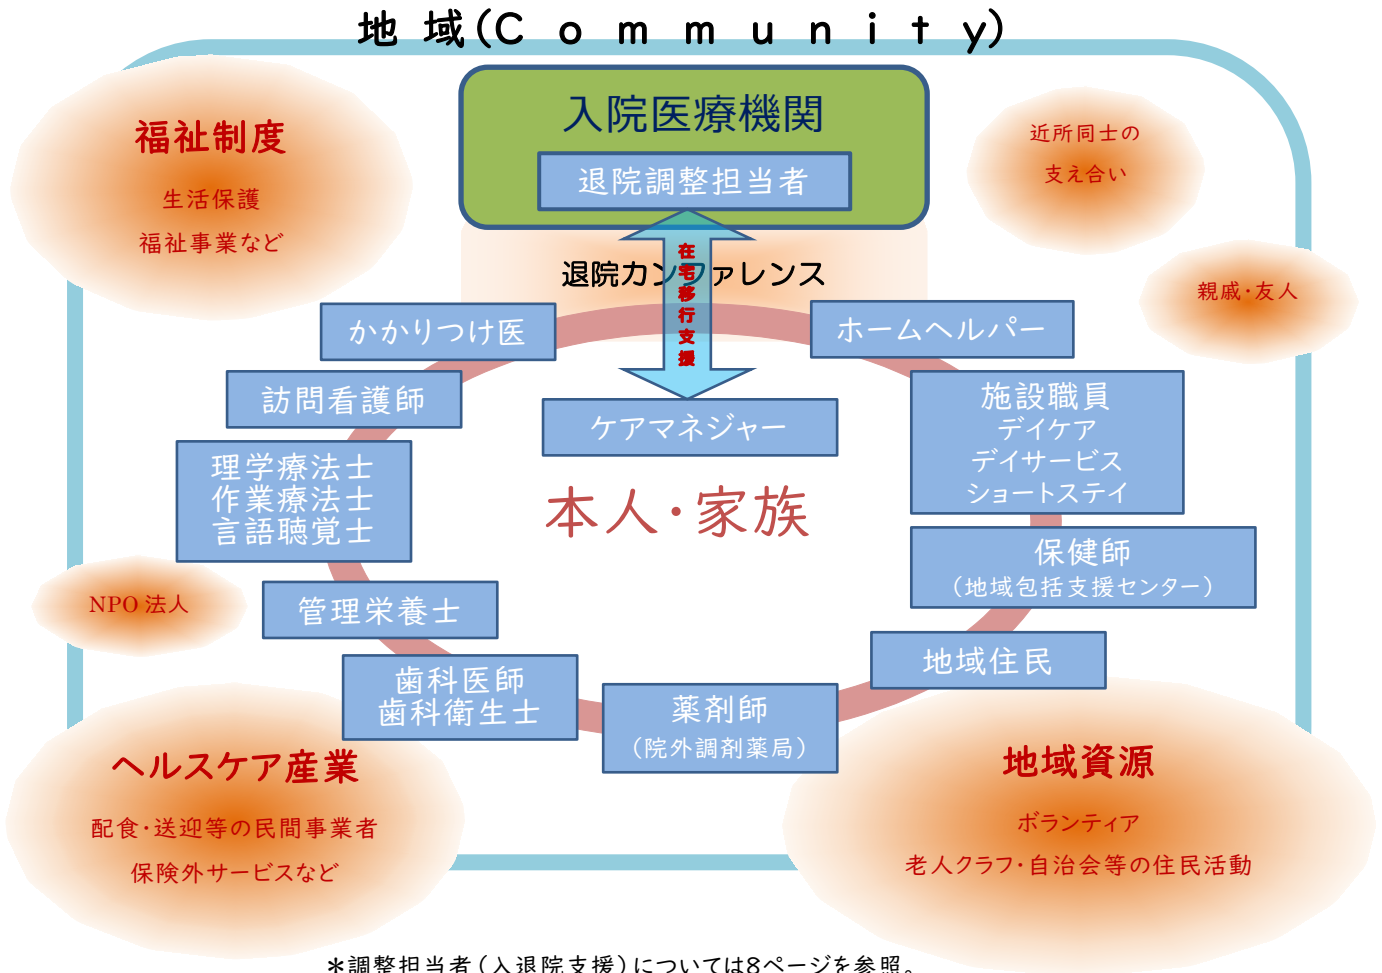 地 域(Community)
福祉制度
生活保護
福祉事業など
入院医療機関
退院調整担当者
近所同士の
支え合い
親戚・友人
在宅移行支援
退院カンファレンス
かかりつけ医
ホームヘルパー
訪問看護師
ケアマネジャー
施設職員
デイケア
デイサービス
ショートステイ
理学療法士
作業療法士
言語聴覚士
本人・家族
保健師
（地域包括支援センター）
NPO 法人
管理栄養士
地域住民
歯科医師
歯科衛生士
薬剤師
（院外調剤薬局）
ヘルスケア産業
配食・送迎等の民間事業者
保険外サービスなど
地域資源
ボランティア
老人クラフ・自治会等の住民活動
＊調整担当者（入退院支援）については8ページを参照。